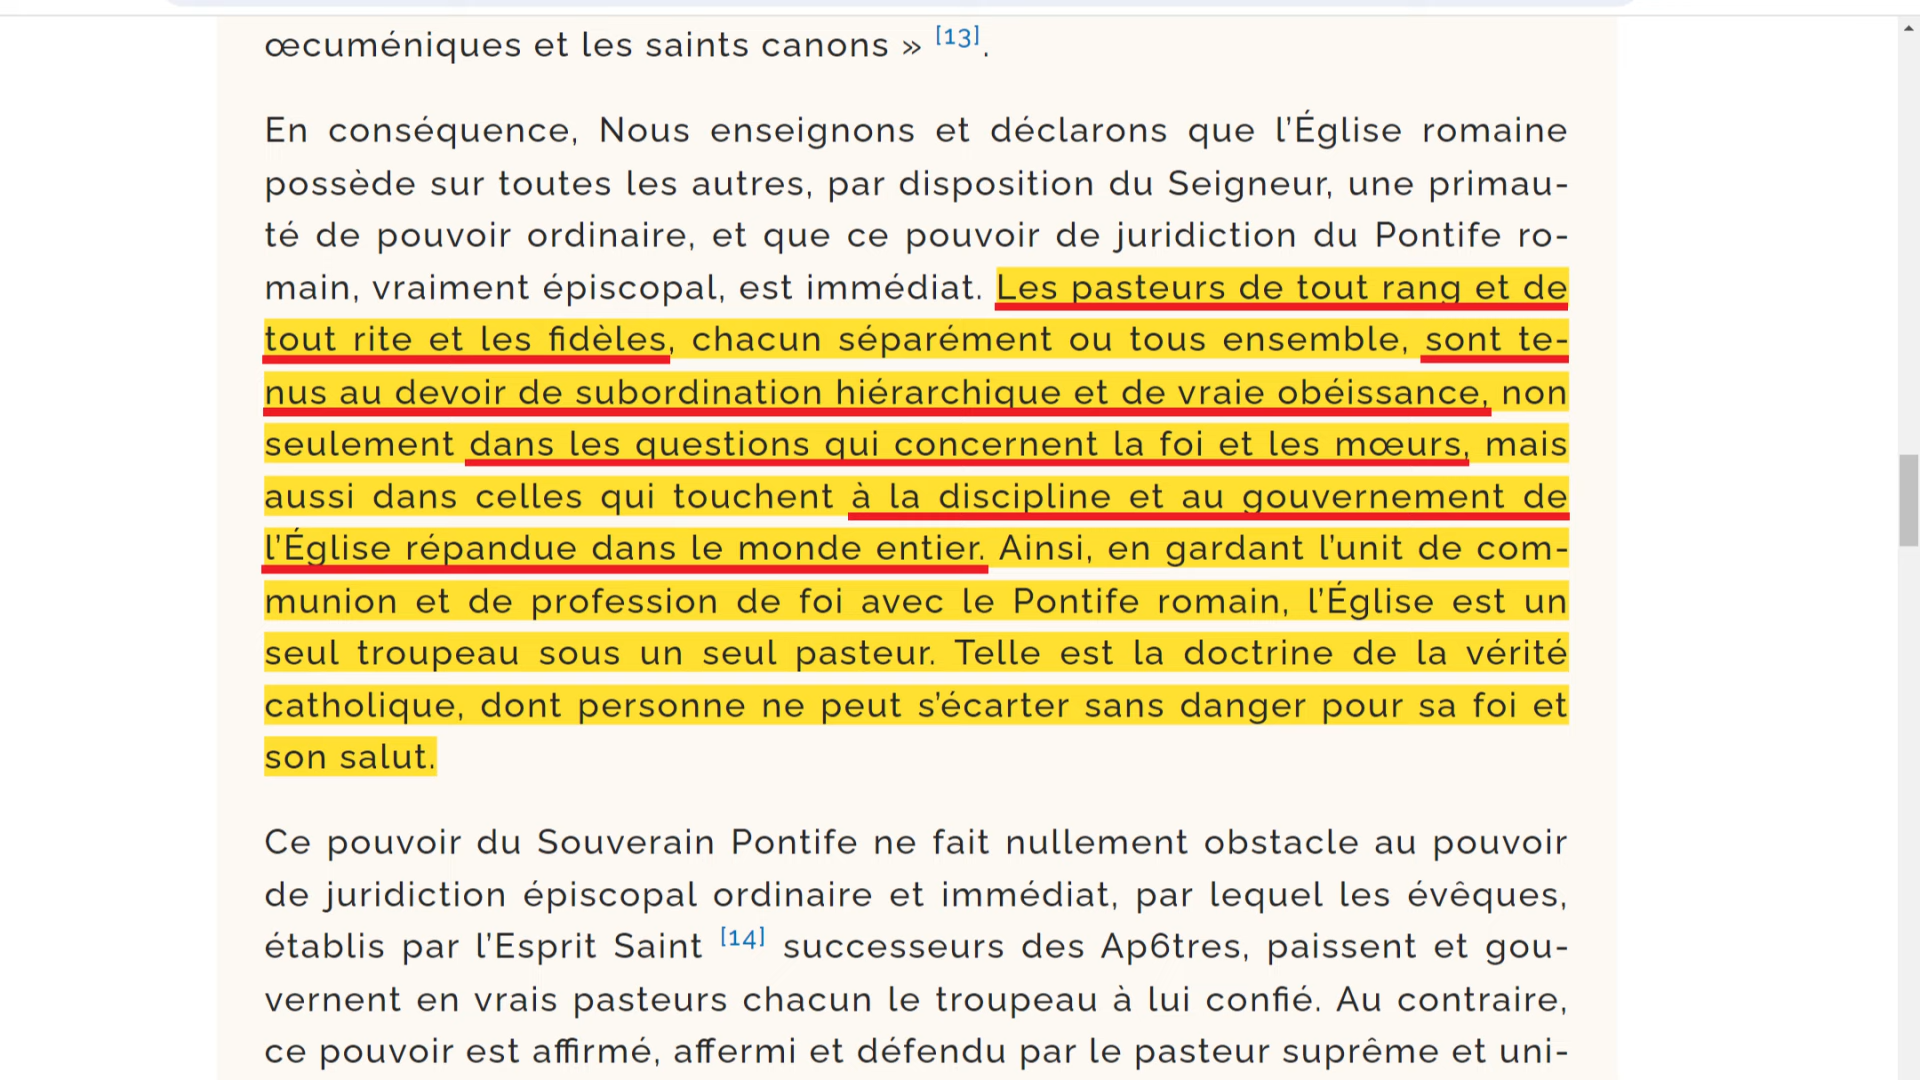 œcuméniques et les saints canons » [13].
En conséquence, Nous enseignons et déclarons que l’Église romaine
possède sur toutes les autres, par disposition du Seigneur, une primau-
té de pouvoir ordinaire, et que ce pouvoir de juridiction du Pontife ro-
main, vraiment épiscopal, est immédiat. Les pasteurs de tout rang et de
tout rite et les fidèles, chacun séparément ou tous ensemble, sont te-
nus au devoir de subordination hiérarchique et de vraie obéissance, non
seulement dans les questions qui concernent la foi et les mœurs, mais
aussi dans celles qui touchent à la discipline et au gouvernement de
l’Église répandue dans le monde entier. Ainsi, en gardant l’unit de com-
munion et de profession de foi avec le Pontife romain, l’Église est un
seul troupeau sous un seul pasteur. Telle est la doctrine de la vérité
catholique, dont personne ne peut s’écarter sans danger pour sa foi et
son salut.
Ce pouvoir du Souverain Pontife ne fait nullement obstacle au pouvoir
de juridiction épiscopal ordinaire et immédiat, par lequel les évêques,
établis par l’Esprit Saint [14] successeurs des Ap6tres, paissent et gou-
vernent en vrais pasteurs chacun le troupeau à lui confié. Au contraire,
ce pouvoir est affirmé, affermi et défendu par le pasteur suprême et uni-